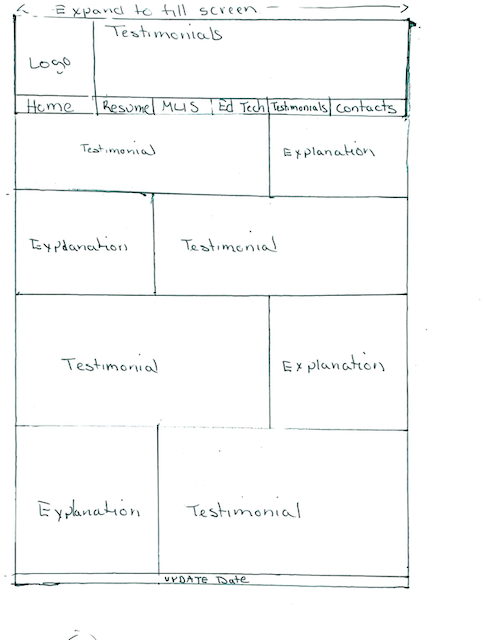 Expand to fill screen
Testimonials
Logo
Home Resume MLIS Ed Tech Testimonials Contacts
Testimonial Explanation
Explanation Testimonial
Testimonial Explanation
Explanation Testimonial
UPDATE Date